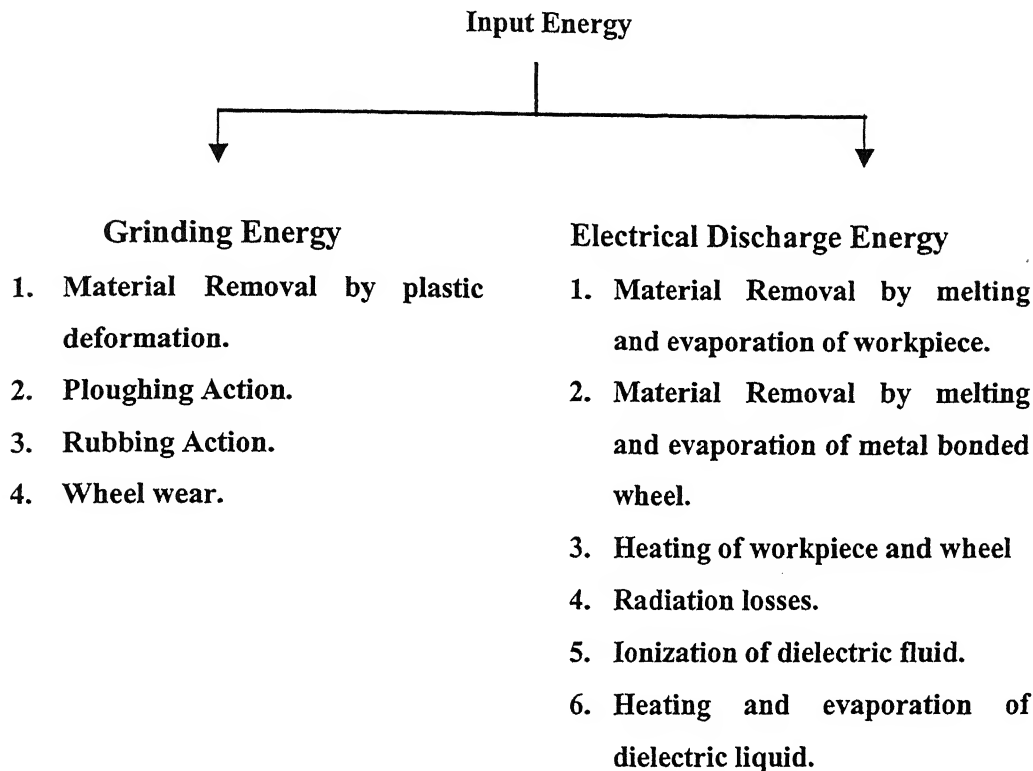 Input Energy
Grinding Energy
1. Material Removal by plastic
deformation.
2. Ploughing Action.
3. Rubbing Action.
4. Wheel wear.
Electrical Discharge Energy
1. Material Removal by melting
and evaporation of workpiece.
2. Material Removal by melting
and evaporation of metal bonded
wheel.
3. Heating of workpiece and wheel
4. Radiation losses.
5. Ionization of dielectric fluid.
6. Heating and evaporation of
dielectric liquid.